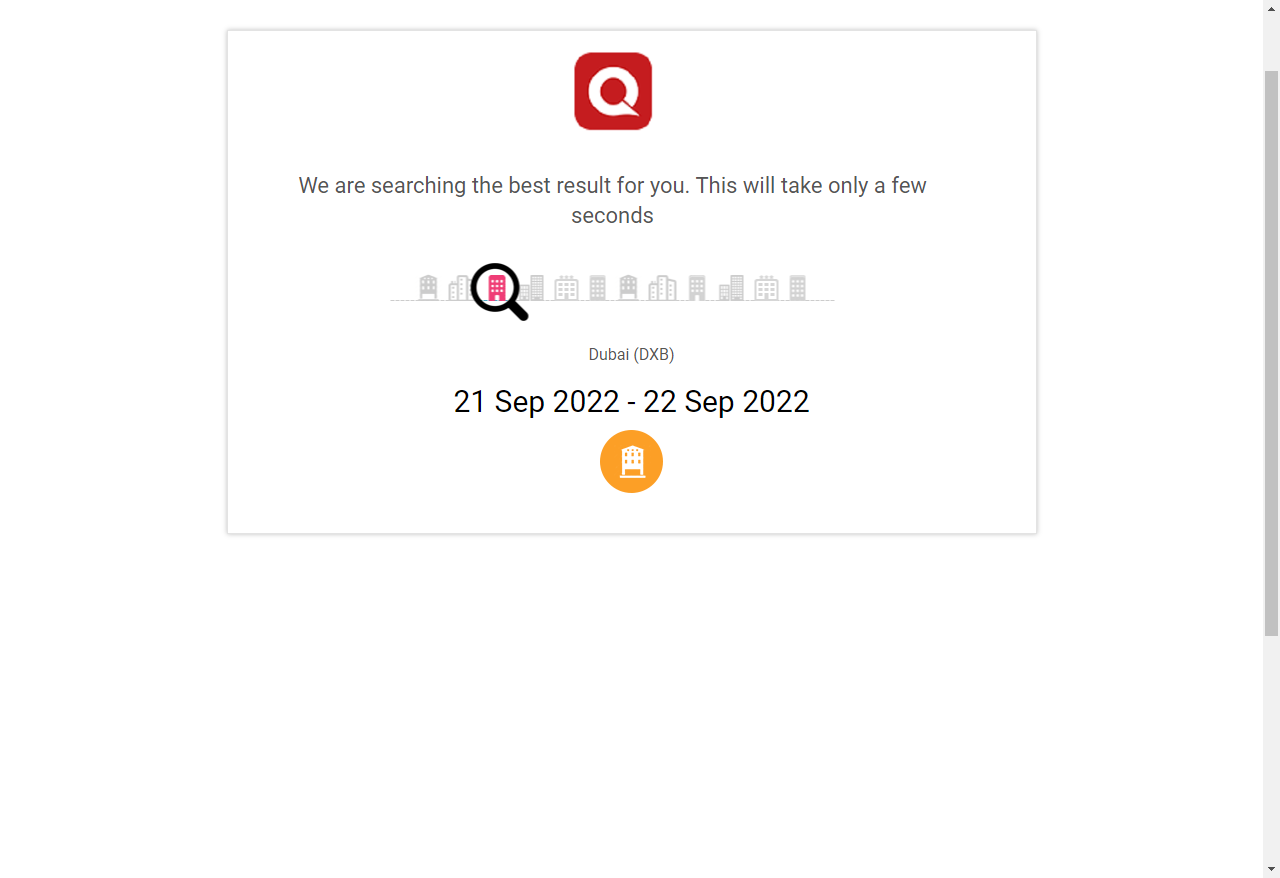 We are searching the best result for you. This will take only a few
seconds
Dubai (DXB)
21 Sep 2022 - 22 Sep 2022